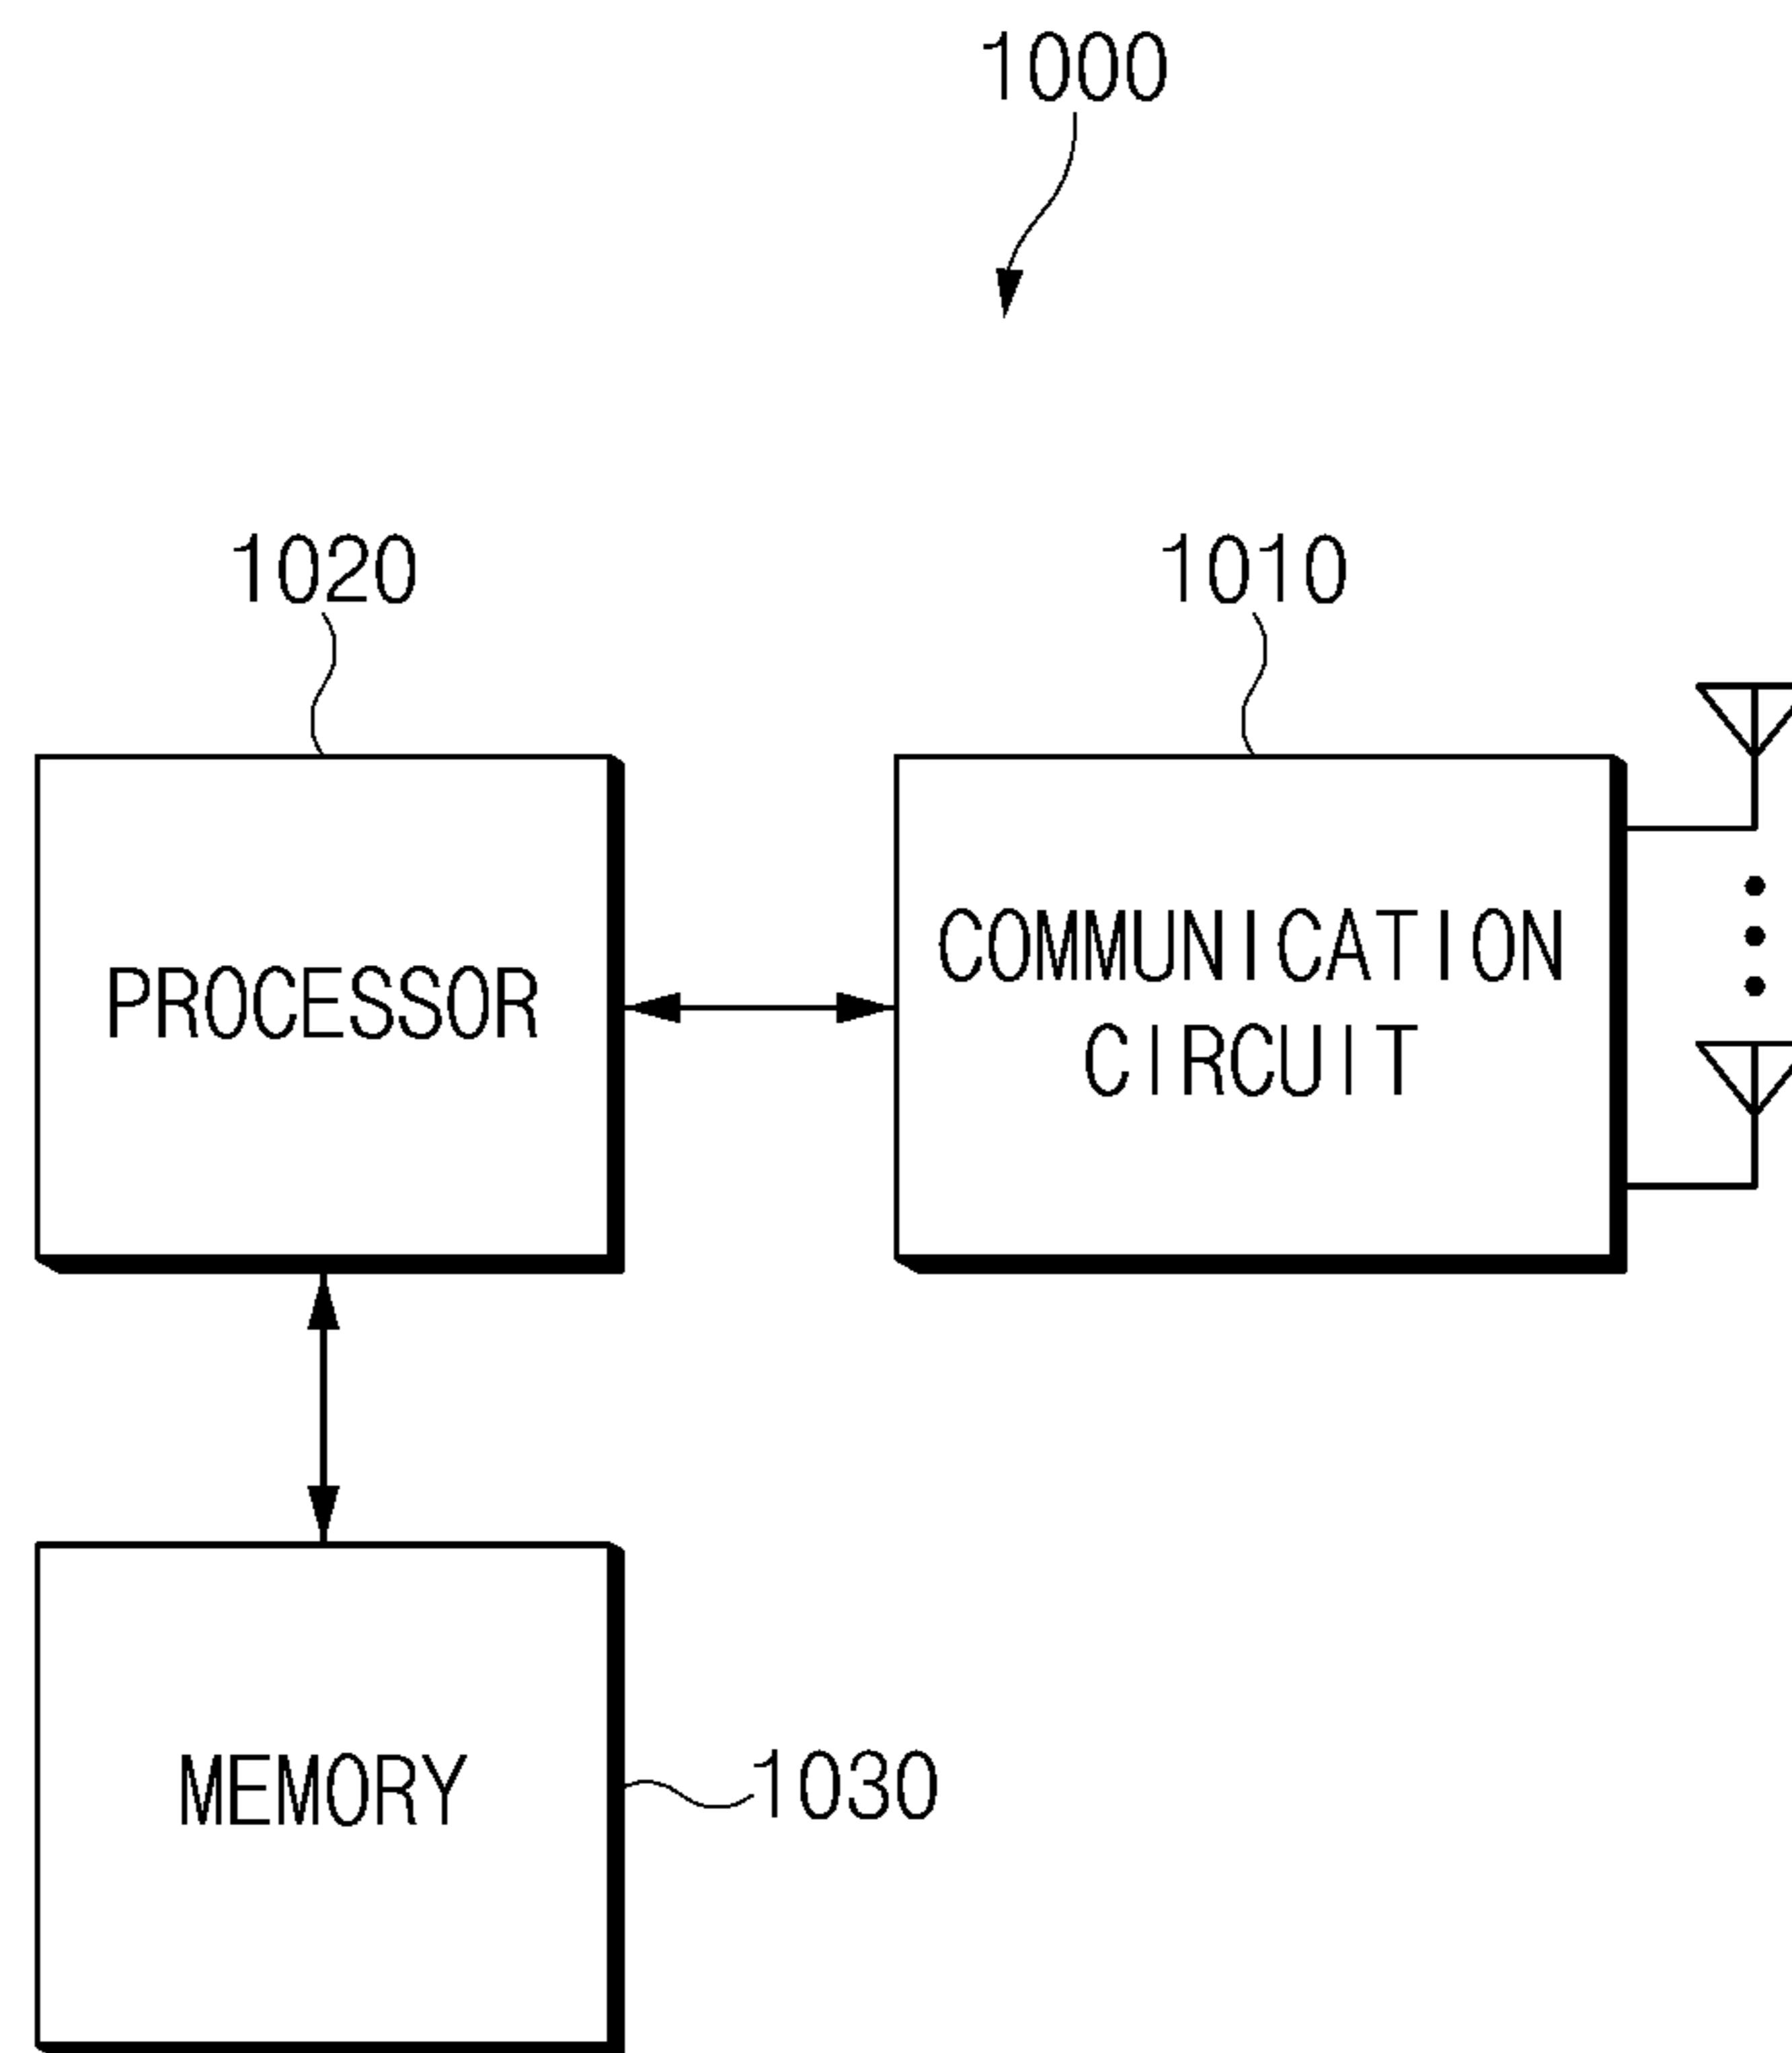 1000
1020
1010
PROCESSOR
COMMUNICATION
CIRCUIT
MEMORY
1030